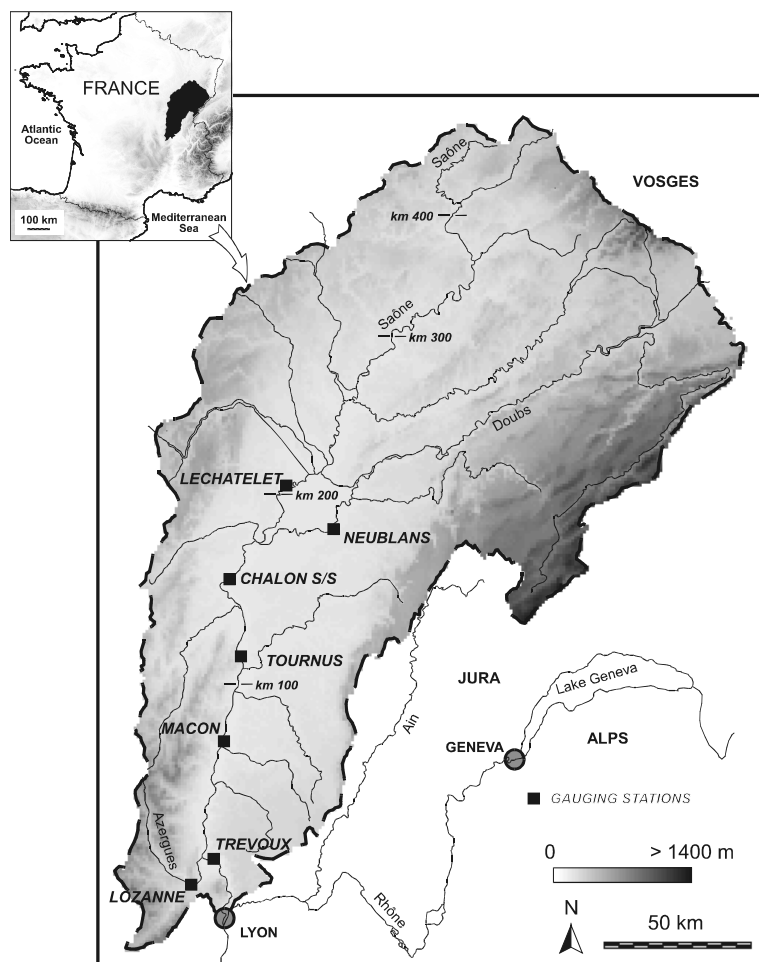 FRANCE
Atlantic
Ocean
100 km
Mediterranean
Sea
Saône
VOSGES
km 400
Saône
km 300
Doubs
LECHATELET
km 200
NEUBLANS
CHALON S/S
TOURNUS
km 100
JURA
Lake Geneva
Ain
MACON
GENEVA
ALPS
GAUGING STATIONS
Azergues
TREVOUX
0 > 1400 m
LOZANNE
Rhône
N
50 km
LYON